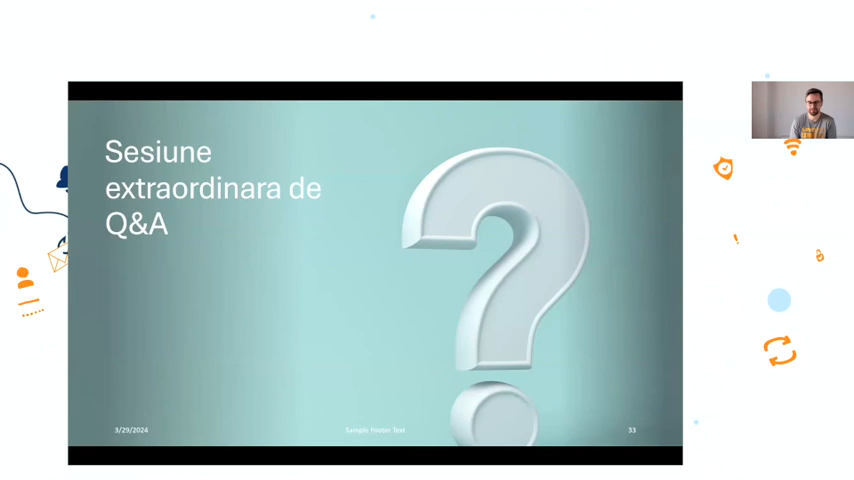 Sesiune
extraordinara de
Q&A
3/29/2024
Sample Footer Text
33